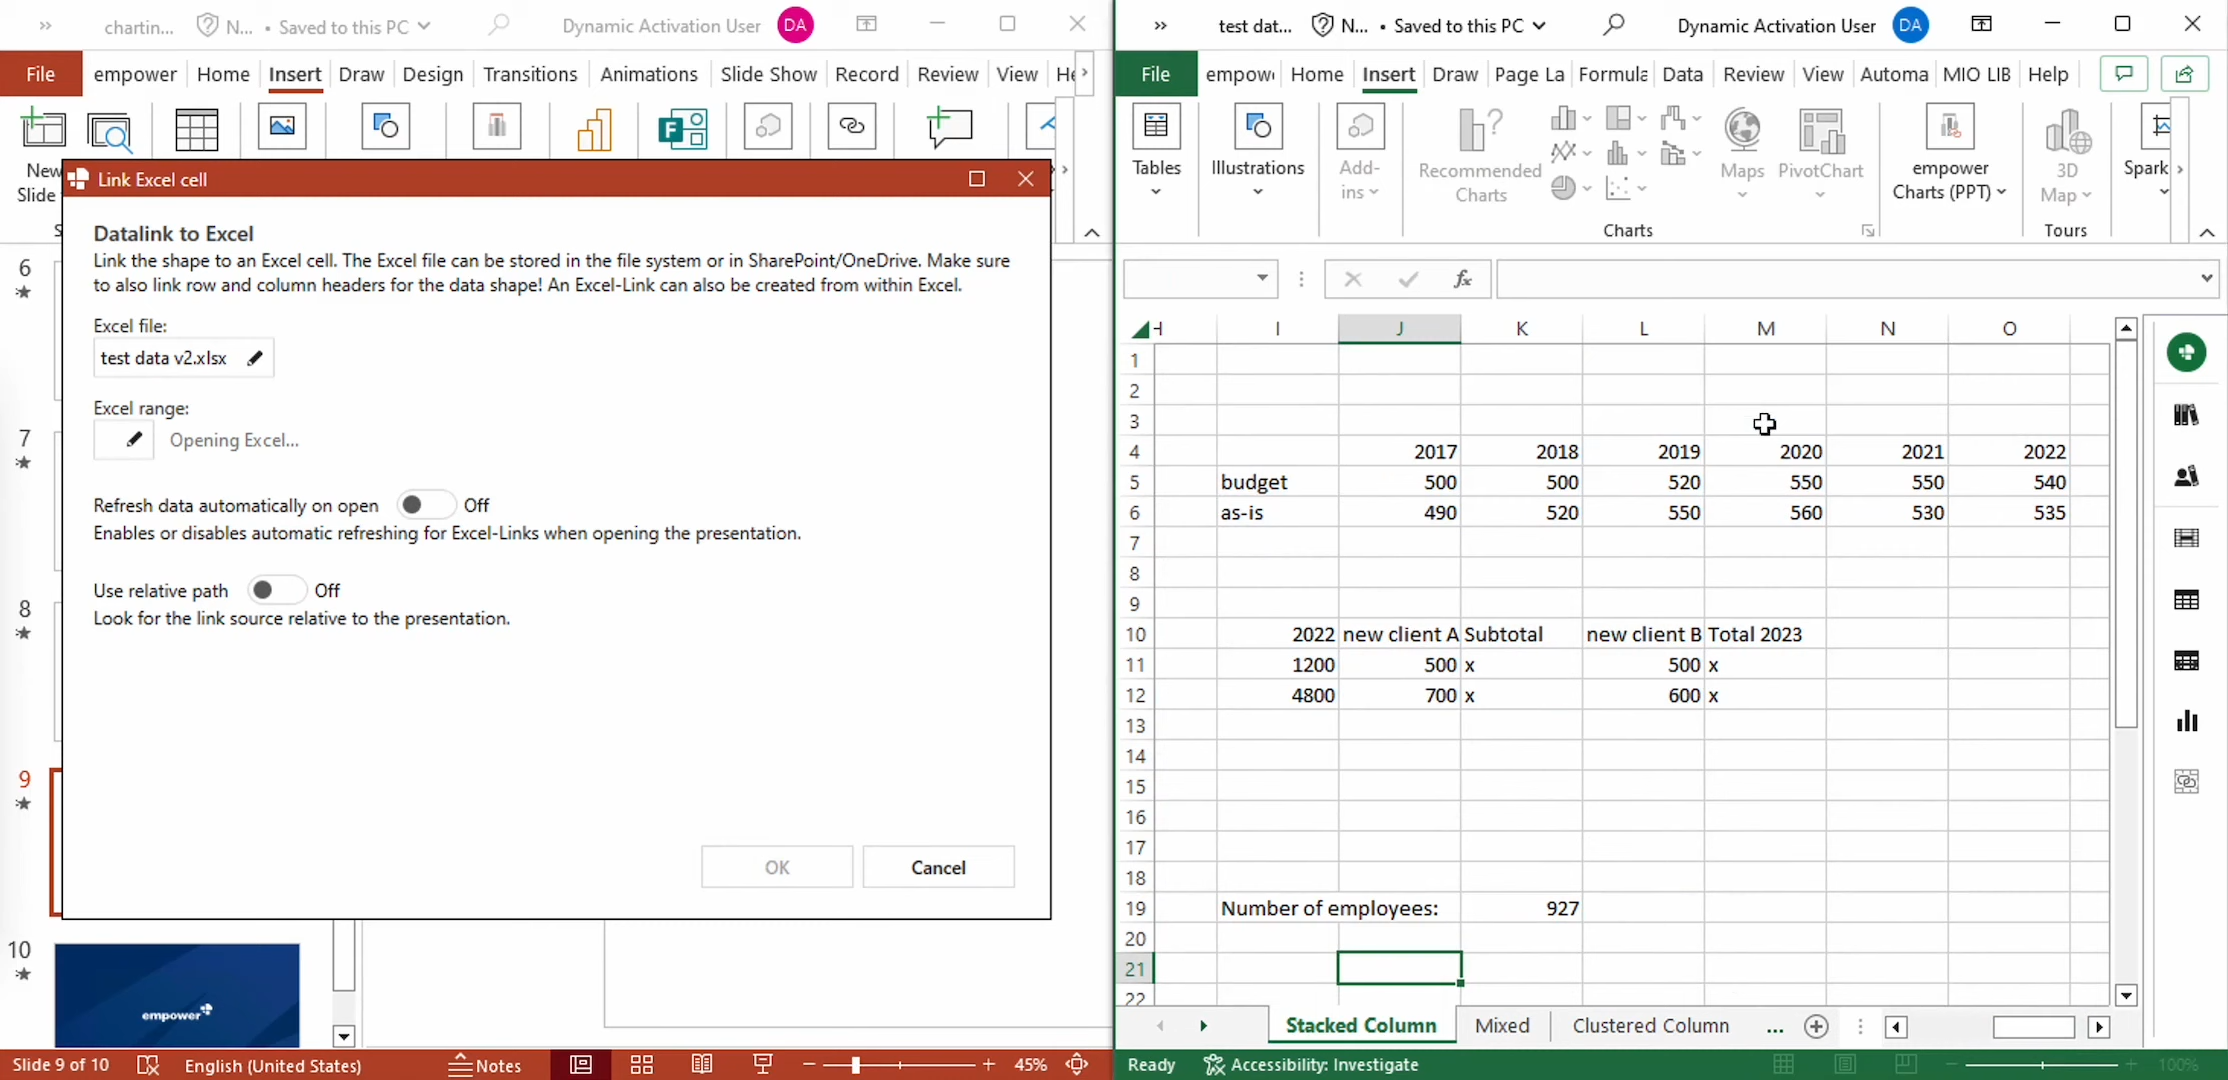 chartin... N... • Saved to this PC Dynamic Activation User DA
File empower Home Insert Draw Design Transitions Animations Slide Show Record Review View
New
Slide
Link Excel cell
Datalink to Excel
Link the shape to an Excel cell. The Excel file can be stored in the file system or in SharePoint/OneDrive. Make sure
to also link row and column headers for the data shape! An Excel-Link can also be created from within Excel.
Excel file:
test data v2.xlsx
Excel range:
Opening Excel...
Refresh data automatically on open Off
Enables or disables automatic refreshing for Excel-Links when opening the presentation.
Use relative path Off
Look for the link source relative to the presentation.
OK Cancel
6
7
8
9
10
empower
Slide 9 of 10 English (United States) Notes 45%
test dat... N... • Saved to this PC Dynamic Activation User DA
File empow Home Insert Draw Page La Formula Data Review View Automa MIO LIB Help
Tables Illustrations Add-
ins Recommended
Charts Maps PivotChart empower
Charts (PPT) 3D
Map Spark
Charts Tours
fx
H I J K L M N O
1
2
3
4 2017 2018 2019 2020 2021 2022
5 budget 500 500 520 550 550 540
6 as-is 490 520 550 560 530 535
7
8
9
10 2022 new client A Subtotal new client B Total 2023
11 1200 500 x 500 x
12 4800 700 x 600 x
13
14
15
16
17
18
19 Number of employees: 927
20
21
22
Stacked Column Mixed Clustered Column ...
Ready Accessibility: Investigate 100%